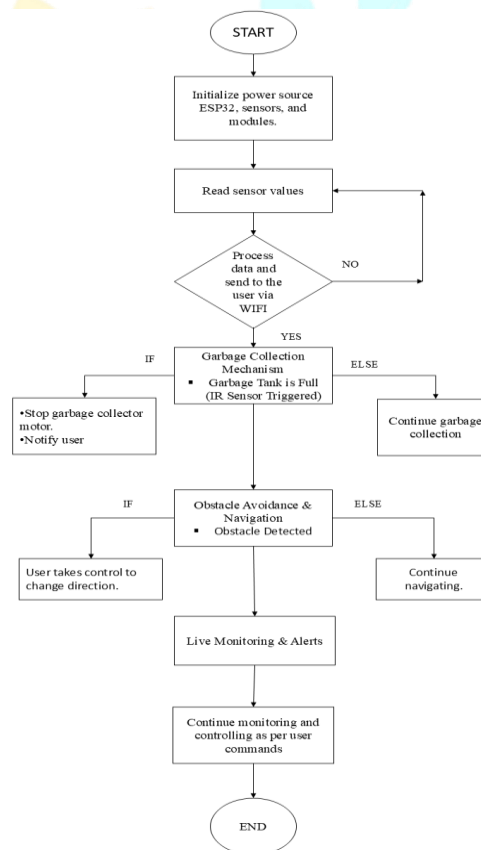 START
Initialize power source
ESP32, sensors, and
modules.
Read sensor values
Process
data and
send to the
user via
WIFI
NO
YES
IF
Garbage Collection
Mechanism
▪ Garbage Tank is Full
(IR Sensor Triggered)
ELSE
•Stop garbage collector
motor.
•Notify user
Continue garbage
collection
IF
Obstacle Avoidance &
Navigation
▪ Obstacle Detected
ELSE
User takes control to
change direction.
Continue
navigating.
Live Monitoring & Alerts
Continue monitoring and
controlling as per user
commands
END